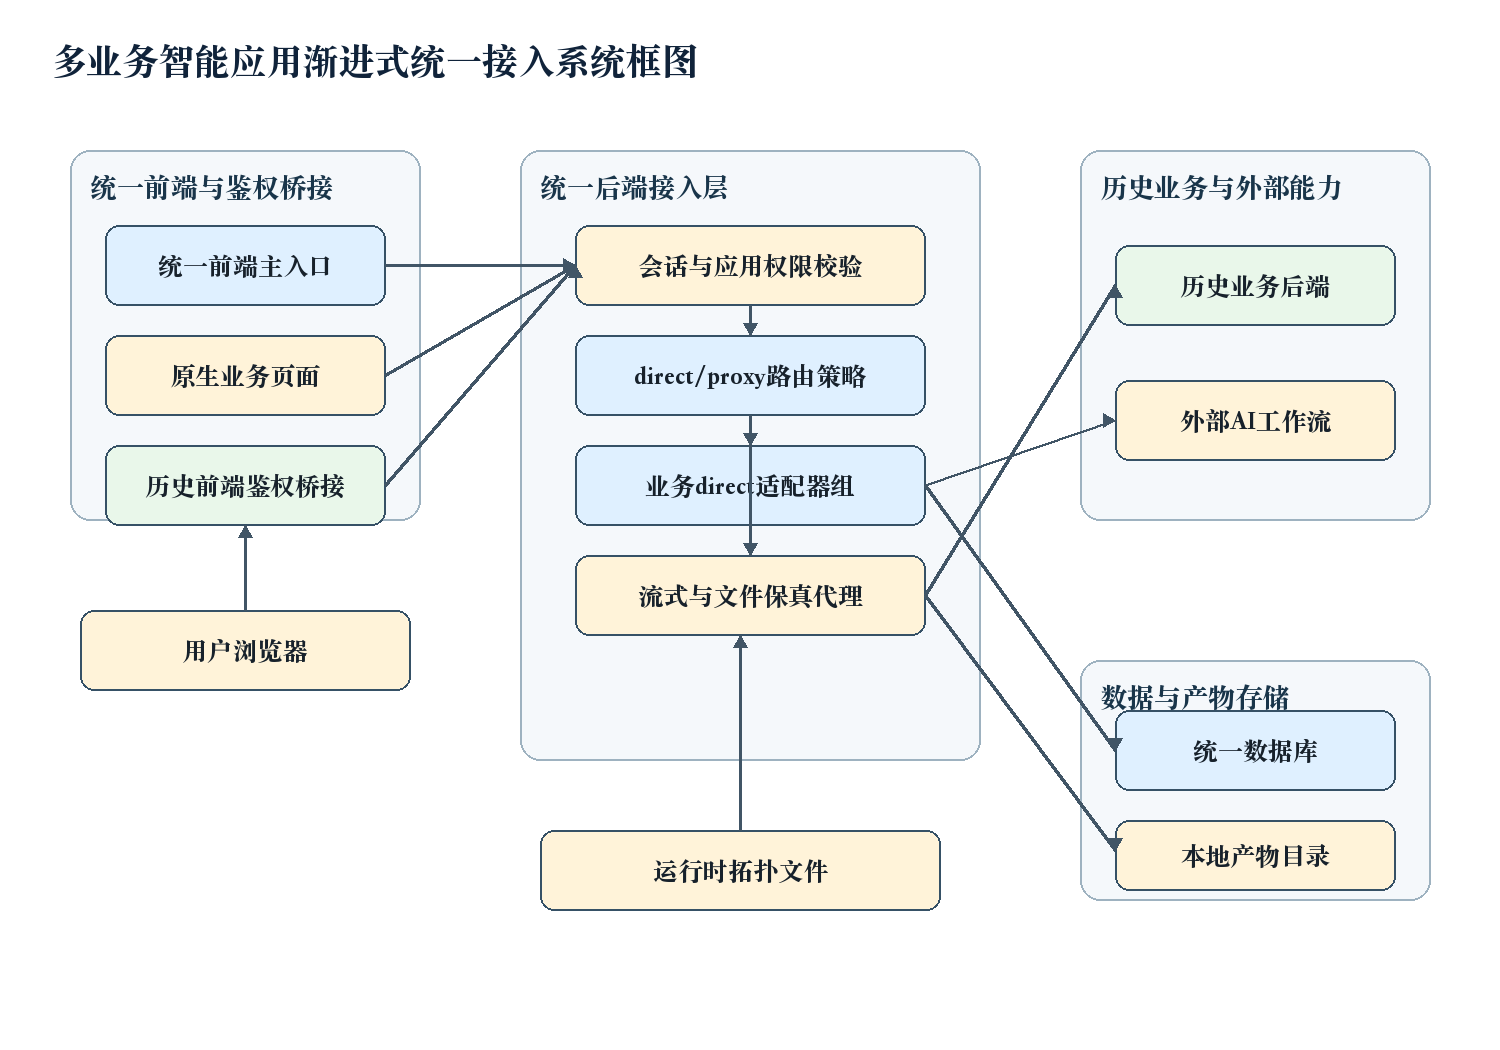 多业务智能应用渐进式统一接入系统框图
统一前端与鉴权桥接
统一前端主入口
原生业务页面
历史前端鉴权桥接
用户浏览器
统一后端接入层
会话与应用权限校验
direct/proxy路由策略
业务direct适配器组
流式与文件保真代理
运行时拓扑文件
历史业务与外部能力
历史业务后端
外部AI工作流
数据与产物存储
统一数据库
本地产物目录